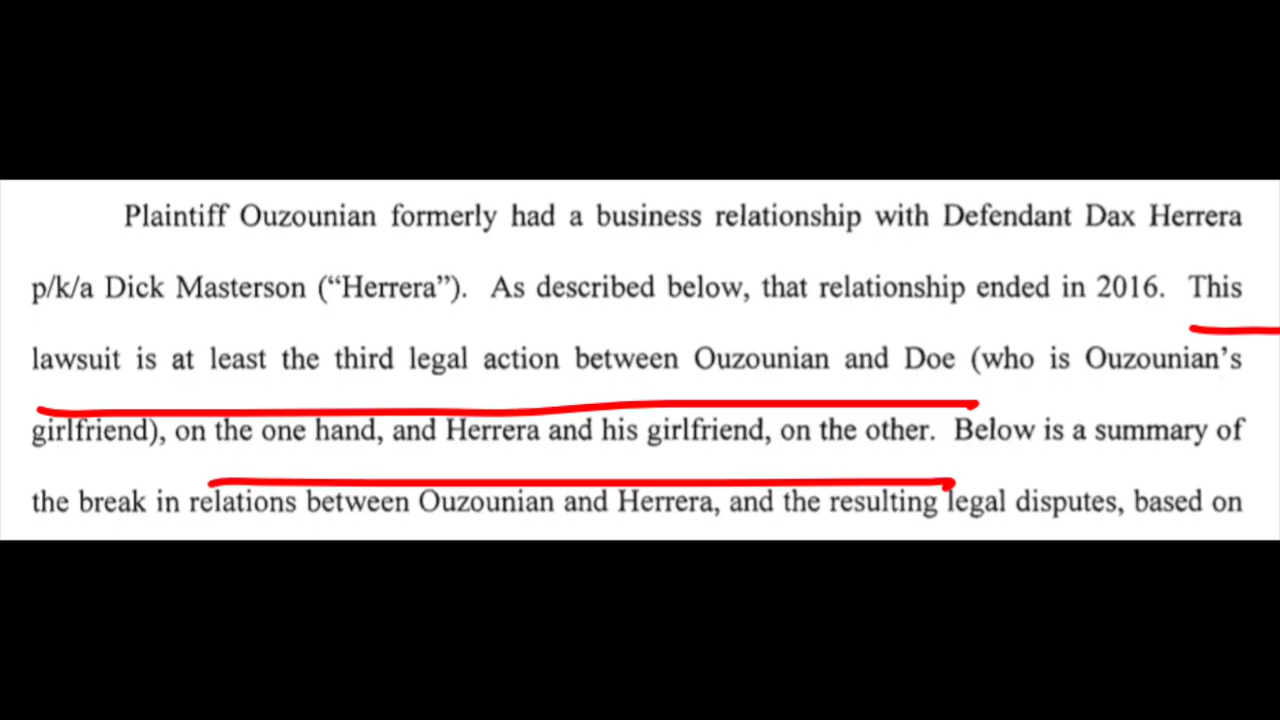 Plaintiff Ouzounian formerly had a business relationship with Defendant Dax Herrera
p/k/a Dick Masterson (“Herrera”). As described below, that relationship ended in 2016. This
lawsuit is at least the third legal action between Ouzounian and Doe (who is Ouzounian’s
girlfriend), on the one hand, and Herrera and his girlfriend, on the other. Below is a summary of
the break in relations between Ouzounian and Herrera, and the resulting legal disputes, based on